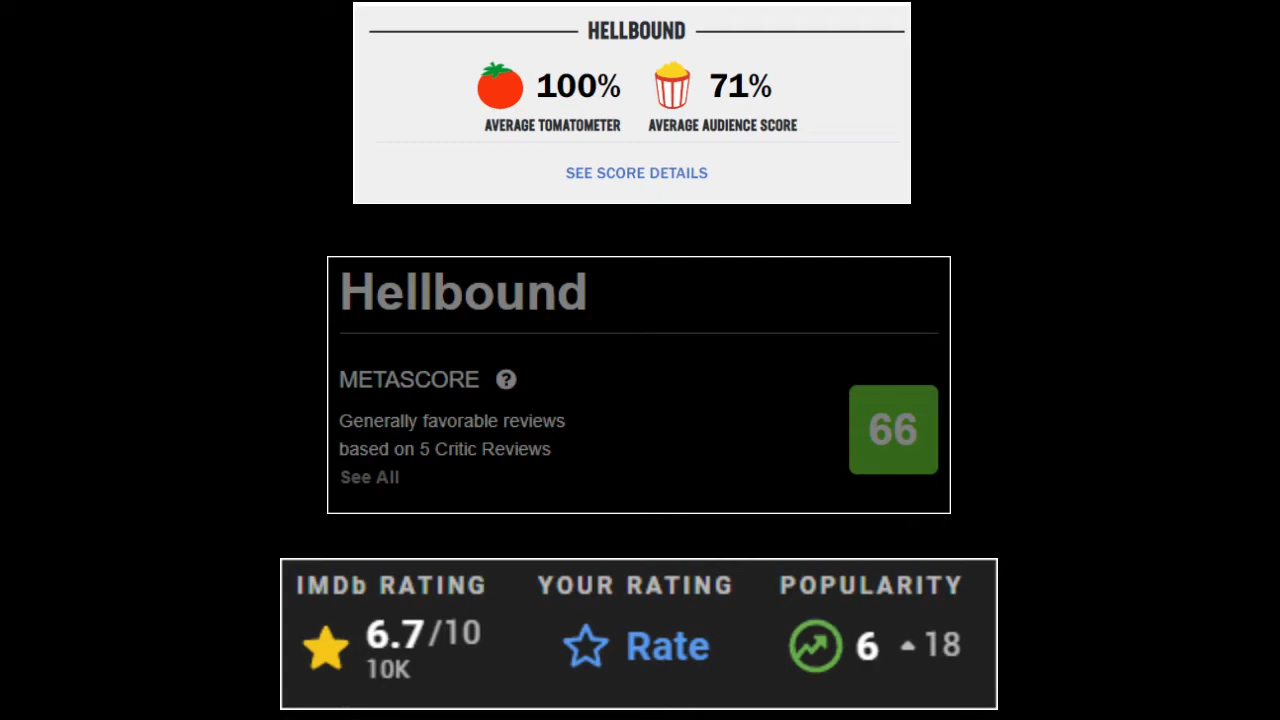 HELLBOUND
100% 71%
AVERAGE TOMATOMETER AVERAGE AUDIENCE SCORE
SEE SCORE DETAILS
Hellbound
METASCORE ?
Generally favorable reviews
based on 5 Critic Reviews
66
See All
IMDb RATING YOUR RATING POPULARITY
6.7/10 Rate 6 18
10K